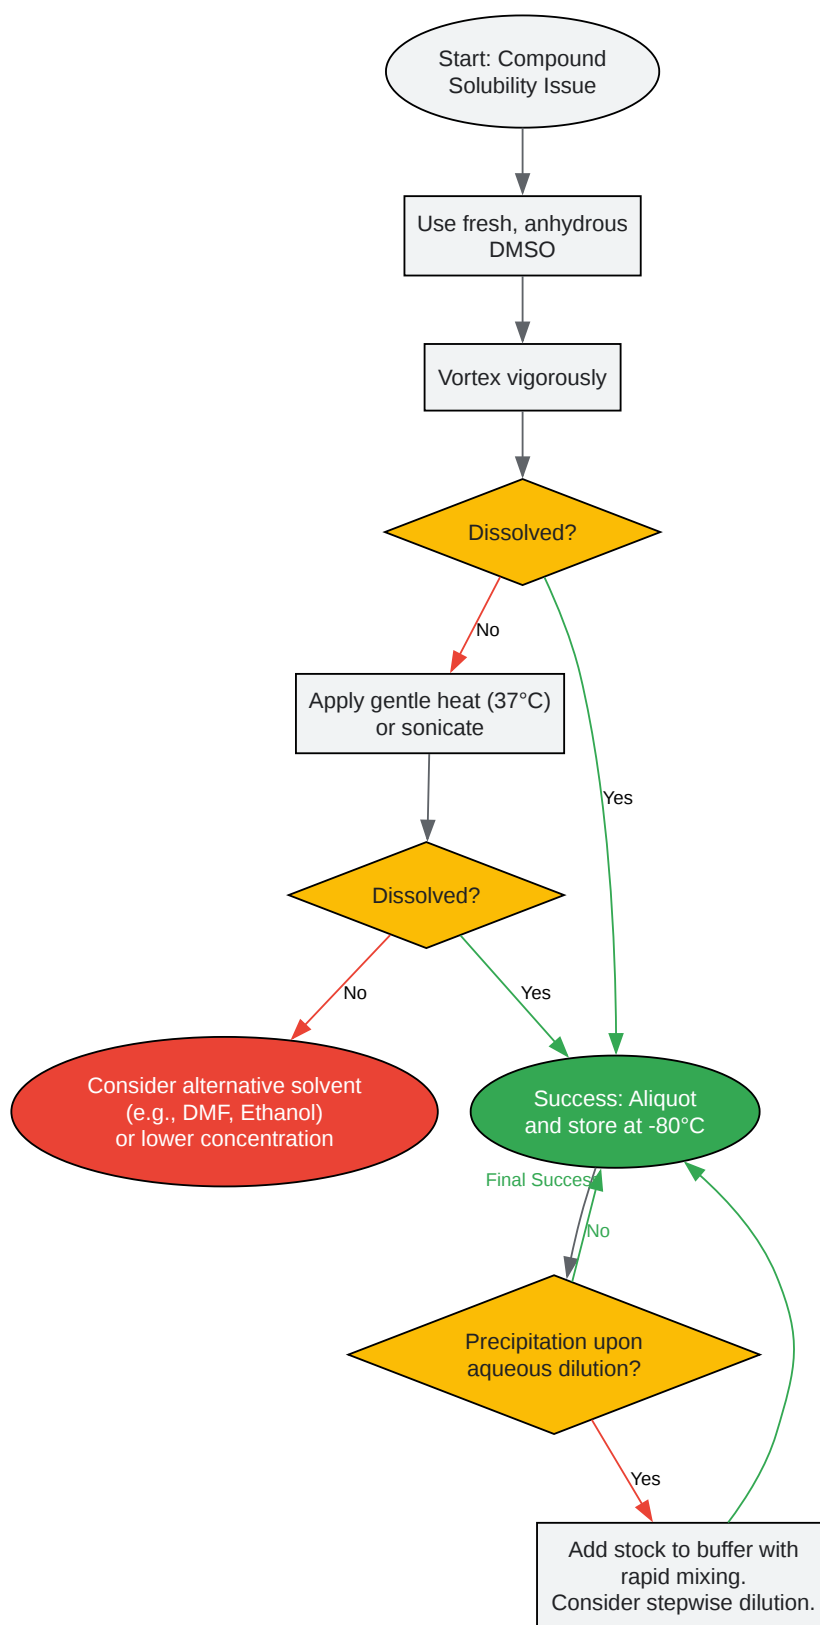 Start: Compound
Solubility Issue
Use fresh, anhydrous
DMSO
Vortex vigorously
Dissolved?
No
Apply gentle heat (37°C)
or sonicate
Yes
Dissolved?
No
Yes
Consider alternative solvent
(e.g., DMF, Ethanol)
or lower concentration
Success: Aliquot
and store at -80°C
Final Success
No
Precipitation upon
aqueous dilution?
Yes
Add stock to buffer with
rapid mixing.
Consider stepwise dilution.